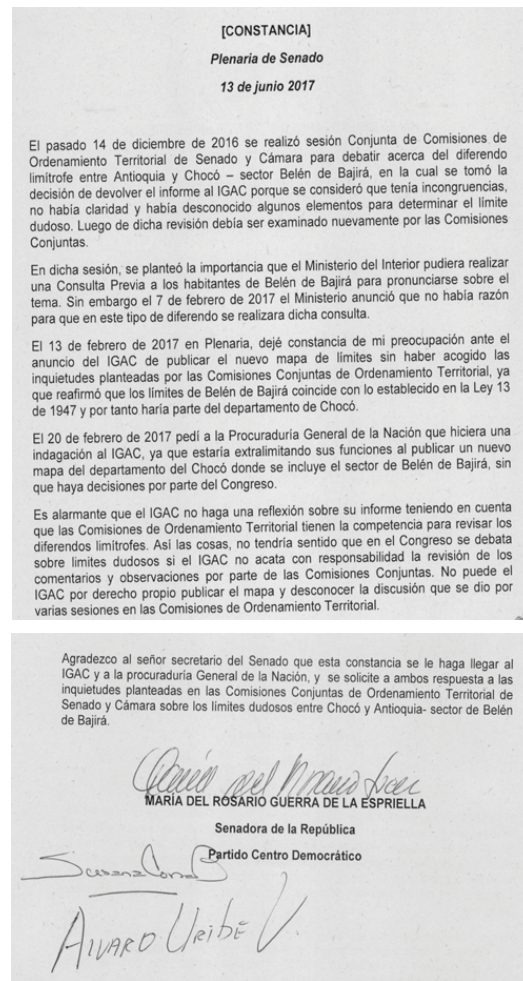 [CONSTANCIA]
Plenaria de Senado
13 de junio 2017
El pasado 14 de diciembre de 2016 se realizó sesión Conjunta de Comisiones de
Ordenamiento Territorial de Senado y Cámara para debatir acerca del diferendo
limítrofe entre Antioquia y Chocó – sector Belén de Bajirá, en la cual se tomó la
decisión de devolver el informe al IGAC porque se consideró que tenía incongruencias,
no había claridad y había desconocido algunos elementos para determinar el límite
dudoso. Luego de dicha revisión debía ser examinado nuevamente por las Comisiones
Conjuntas.
En dicha sesión, se planteó la importancia que el Ministerio del Interior pudiera realizar
una Consulta Previa a los habitantes de Belén de Bajirá para pronunciarse sobre el
tema. Sin embargo el 7 de febrero de 2017 el Ministerio anunció que no había razón
para que en este tipo de diferendo se realizara dicha consulta.
El 13 de febrero de 2017 en Plenaria, dejé constancia de mi preocupación ante el
anuncio del IGAC de publicar el nuevo mapa de límites sin haber acogido las
inquietudes planteadas por las Comisiones Conjuntas de Ordenamiento Territorial, ya
que reafirmó que los límites de Belén de Bajirá coincide con lo establecido en la Ley 13
de 1947 y por tanto haría parte del departamento de Chocó.
El 20 de febrero de 2017 pedí a la Procuraduría General de la Nación que hiciera una
indagación al IGAC, ya que estaría extralimitando sus funciones al publicar un nuevo
mapa del departamento del Chocó donde se incluye el sector de Belén de Bajirá, sin
que haya decisiones por parte del Congreso.
Es alarmante que el IGAC no haga una reflexión sobre su informe teniendo en cuenta
que las Comisiones de Ordenamiento Territorial tienen la competencia para revisar los
diferendos limítrofes. Así las cosas, no tendría sentido que en el Congreso se debata
sobre limites dudosos si el IGAC no acata con responsabilidad la revisión de los
comentarios y observaciones por parte de las Comisiones Conjuntas. No puede el
IGAC por derecho propio publicar el mapa y desconocer la discusión que se dio por
varias sesiones en las Comisiones de Ordenamiento Territorial.
Agradezco al señor secretario del Senado que esta constancia se le haga llegar al
IGAC y a la procuraduría General de la Nación, y se solicite a ambos respuesta a las
inquietudes planteadas en las Comisiones Conjuntas de Ordenamiento Territorial de
Senado y Cámara sobre los límites dudosos entre Chocó y Antioquia- sector de Belén
de Bajirá.
MARÍA DEL ROSARIO GUERRA DE LA ESPRIELLA
Senadora de la República
Partido Centro Democrático
ALVARO URIBE V.